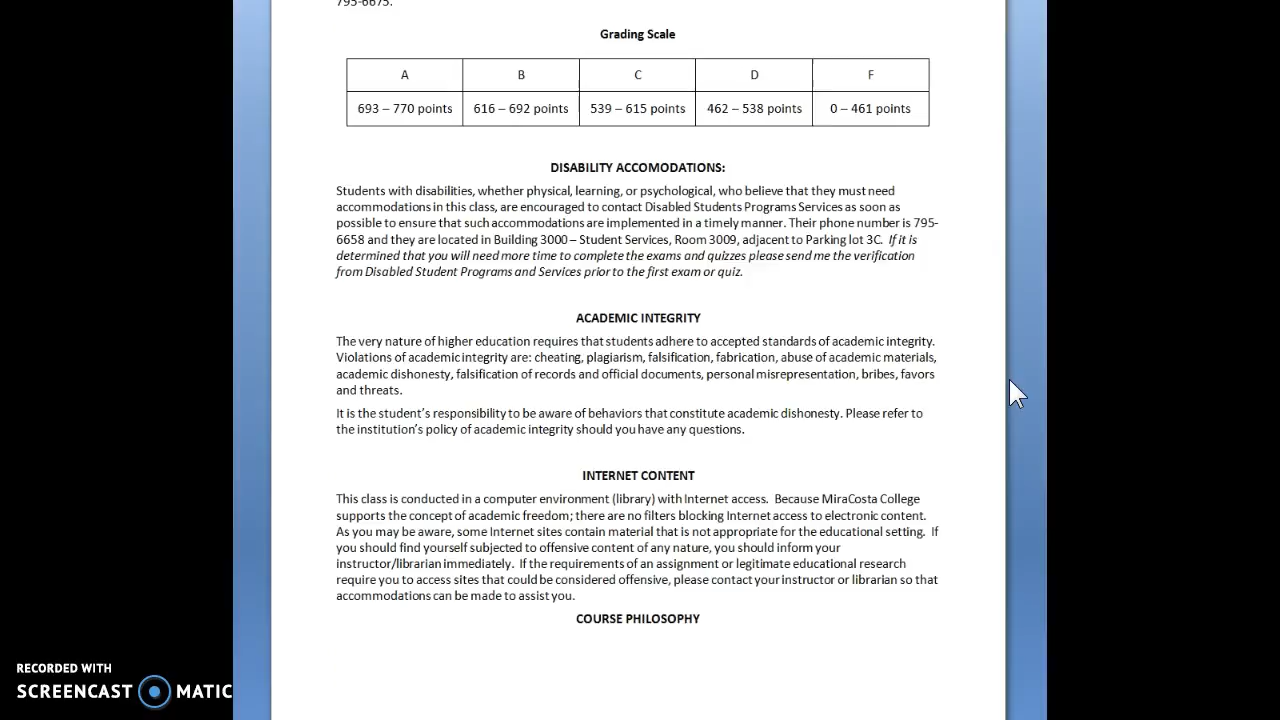 795-6675.
Grading Scale
A B C D F
693 – 770 points 616 – 692 points 539 – 615 points 462 – 538 points 0 – 461 points
DISABILITY ACCOMODATIONS:
Students with disabilities, whether physical, learning, or psychological, who believe that they must need
accommodations in this class, are encouraged to contact Disabled Students Programs Services as soon as
possible to ensure that such accommodations are implemented in a timely manner. Their phone number is 795-
6658 and they are located in Building 3000 – Student Services, Room 3009, adjacent to Parking lot 3C. If it is
determined that you will need more time to complete the exams and quizzes please send me the verification
from Disabled Student Programs and Services prior to the first exam or quiz.
ACADEMIC INTEGRITY
The very nature of higher education requires that students adhere to accepted standards of academic integrity.
Violations of academic integrity are: cheating, plagiarism, falsification, fabrication, abuse of academic materials,
academic dishonesty, falsification of records and official documents, personal misrepresentation, bribes, favors
and threats.
It is the student's responsibility to be aware of behaviors that constitute academic dishonesty. Please refer to
the institution's policy of academic integrity should you have any questions.
INTERNET CONTENT
This class is conducted in a computer environment (library) with Internet access. Because MiraCosta College
supports the concept of academic freedom; there are no filters blocking Internet access to electronic content.
As you may be aware, some Internet sites contain material that is not appropriate for the educational setting. If
you should find yourself subjected to offensive content of any nature, you should inform your
instructor/librarian immediately. If the requirements of an assignment or legitimate educational research
require you to access sites that could be considered offensive, please contact your instructor or librarian so that
accommodations can be made to assist you.
COURSE PHILOSOPHY
RECORDED WITH
SCREENCAST MATIC